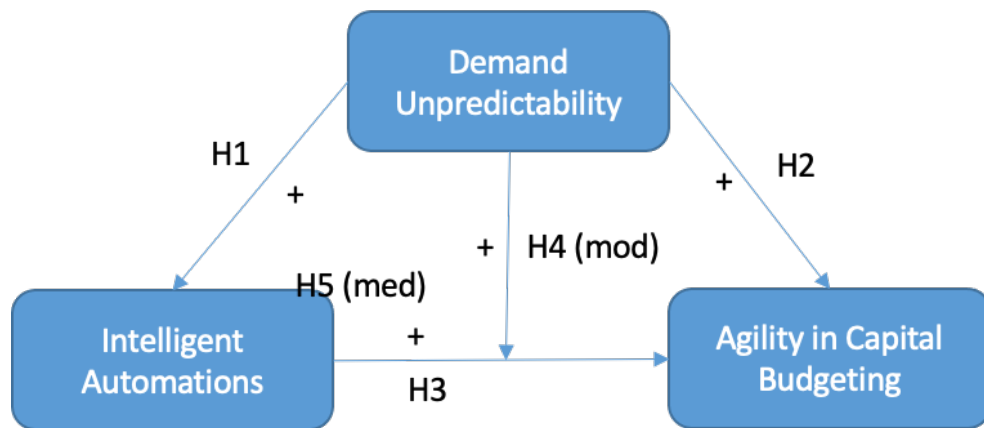 Demand
Unpredictability
H1
+
+
H2
+
H4 (mod)
H5 (med)
+
H3
Intelligent
Automations
Agility in Capital
Budgeting